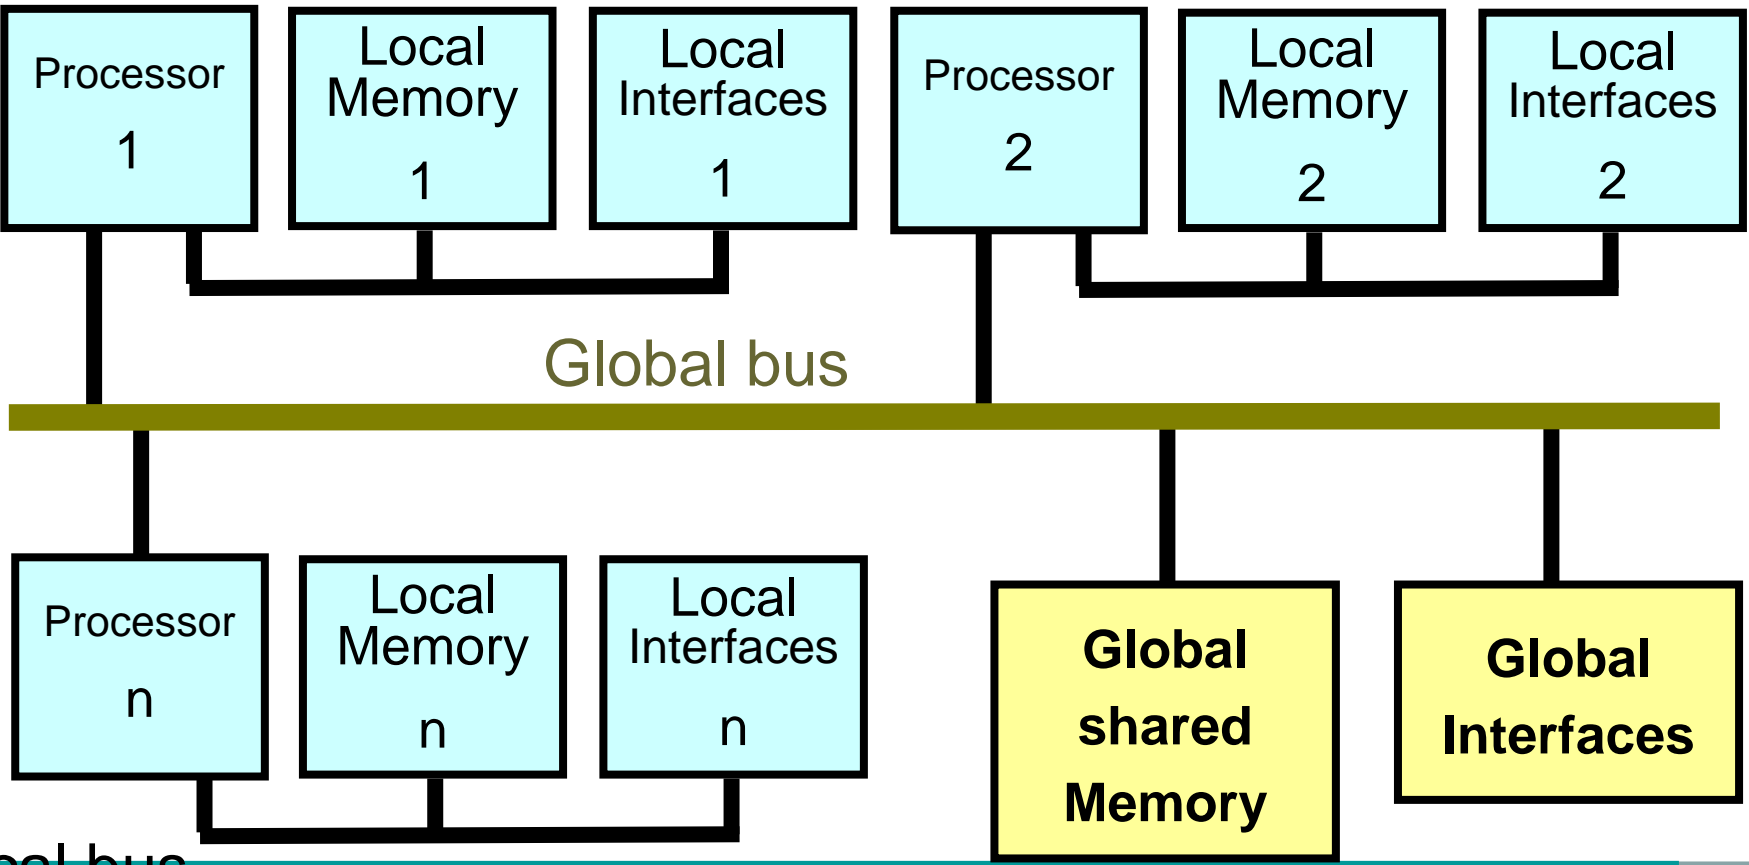 Processor
1
Local
Memory
1
Local
Interfaces
1
Processor
2
Local
Memory
2
Local
Interfaces
2
Global bus
Processor
n
Local
Memory
n
Local
Interfaces
n
Global
shared
Memory
Global
Interfaces
bus